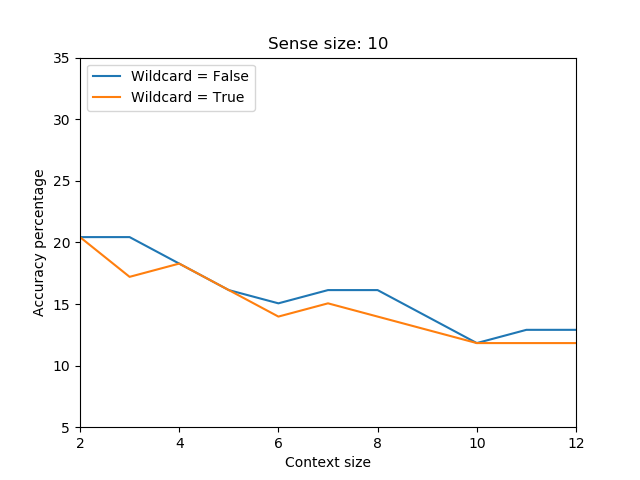 Sense size: 10
Wildcard = False
Wildcard = True
Accuracy percentage
35
30
25
20
15
10
5
2 4 6 8 10 12
Context size